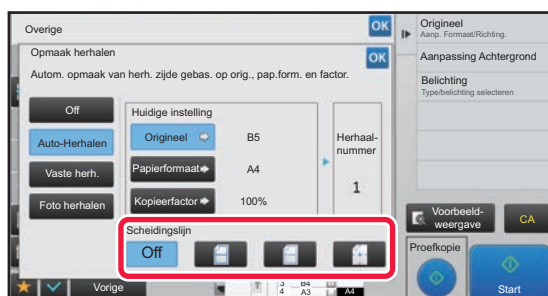 Overige
OK
Opmaak herhalen
OK
Autom. opmaak van herh. zijde gebas. op orig., pap.form. en factor.
Off
Auto-Herhalen
Vaste herh.
Foto herhalen
Huidige instelling
Origineel
B5
Papierformaat
A4
Kopieerfactor
100%
Herhaal-
nummer
1
Scheidingslijn
Off
Vorige
3 B4
4 A3
A4
Origineel
Aanp. Formaat/Richting.
Aanpassing Achtergrond
Belichting
Type/belichting selecteren
Voorbeeld-
weergave
CA
Proefkopie
Start